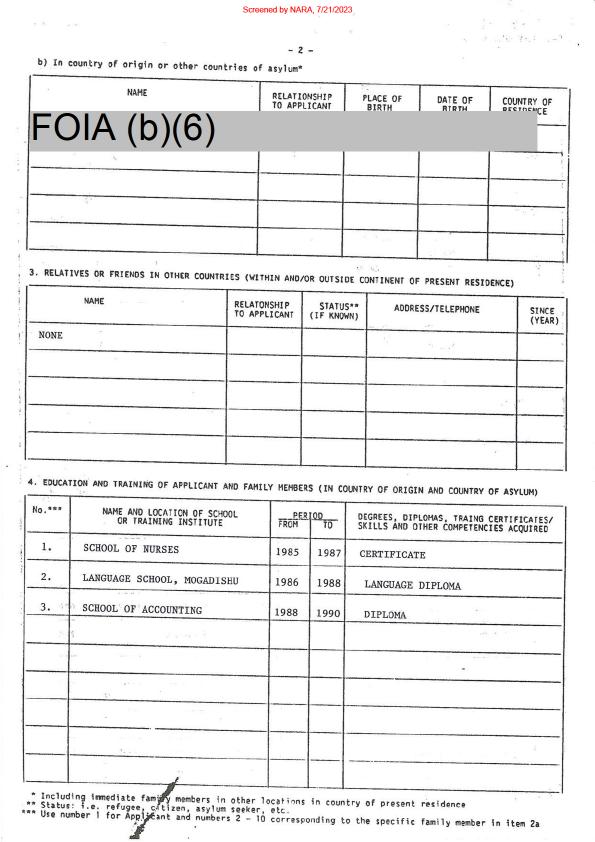 Screened by NARA, 7/21/2023
- 2 -
b) In country of origin or other countries of asylum*
NAME RELATIONSHIP TO APPLICANT PLACE OF BIRTH DATE OF BIRTH COUNTRY OF RESIDENCE
FOIA (b)(6)
3. RELATIVES OR FRIENDS IN OTHER COUNTRIES (WITHIN AND/OR OUTSIDE CONTINENT OF PRESENT RESIDENCE)
NAME RELATONSHIP TO APPLICANT STATUS** (IF KNOWN) ADDRESS/TELEPHONE SINCE (YEAR)
NONE
4. EDUCATION AND TRAINING OF APPLICANT AND FAMILY MEMBERS (IN COUNTRY OF ORIGIN AND COUNTRY OF ASYLUM)
No.*** NAME AND LOCATION OF SCHOOL OR TRAINING INSTITUTE PERIOD FROM TO DEGREES, DIPLOMAS, TRAING CERTIFICATES/ SKILLS AND OTHER COMPETENCIES ACQUIRED
1. SCHOOL OF NURSES 1985 1987 CERTIFICATE
2. LANGUAGE SCHOOL, MOGADISHU 1986 1988 LANGUAGE DIPLOMA
3. SCHOOL OF ACCOUNTING 1988 1990 DIPLOMA
* Including immediate family members in other locations in country of present residence
** Status: i.e. refugee, citizen, asylum seeker, etc.
*** Use number 1 for Applicant and numbers 2 - 10 corresponding to the specific family member in item 2a